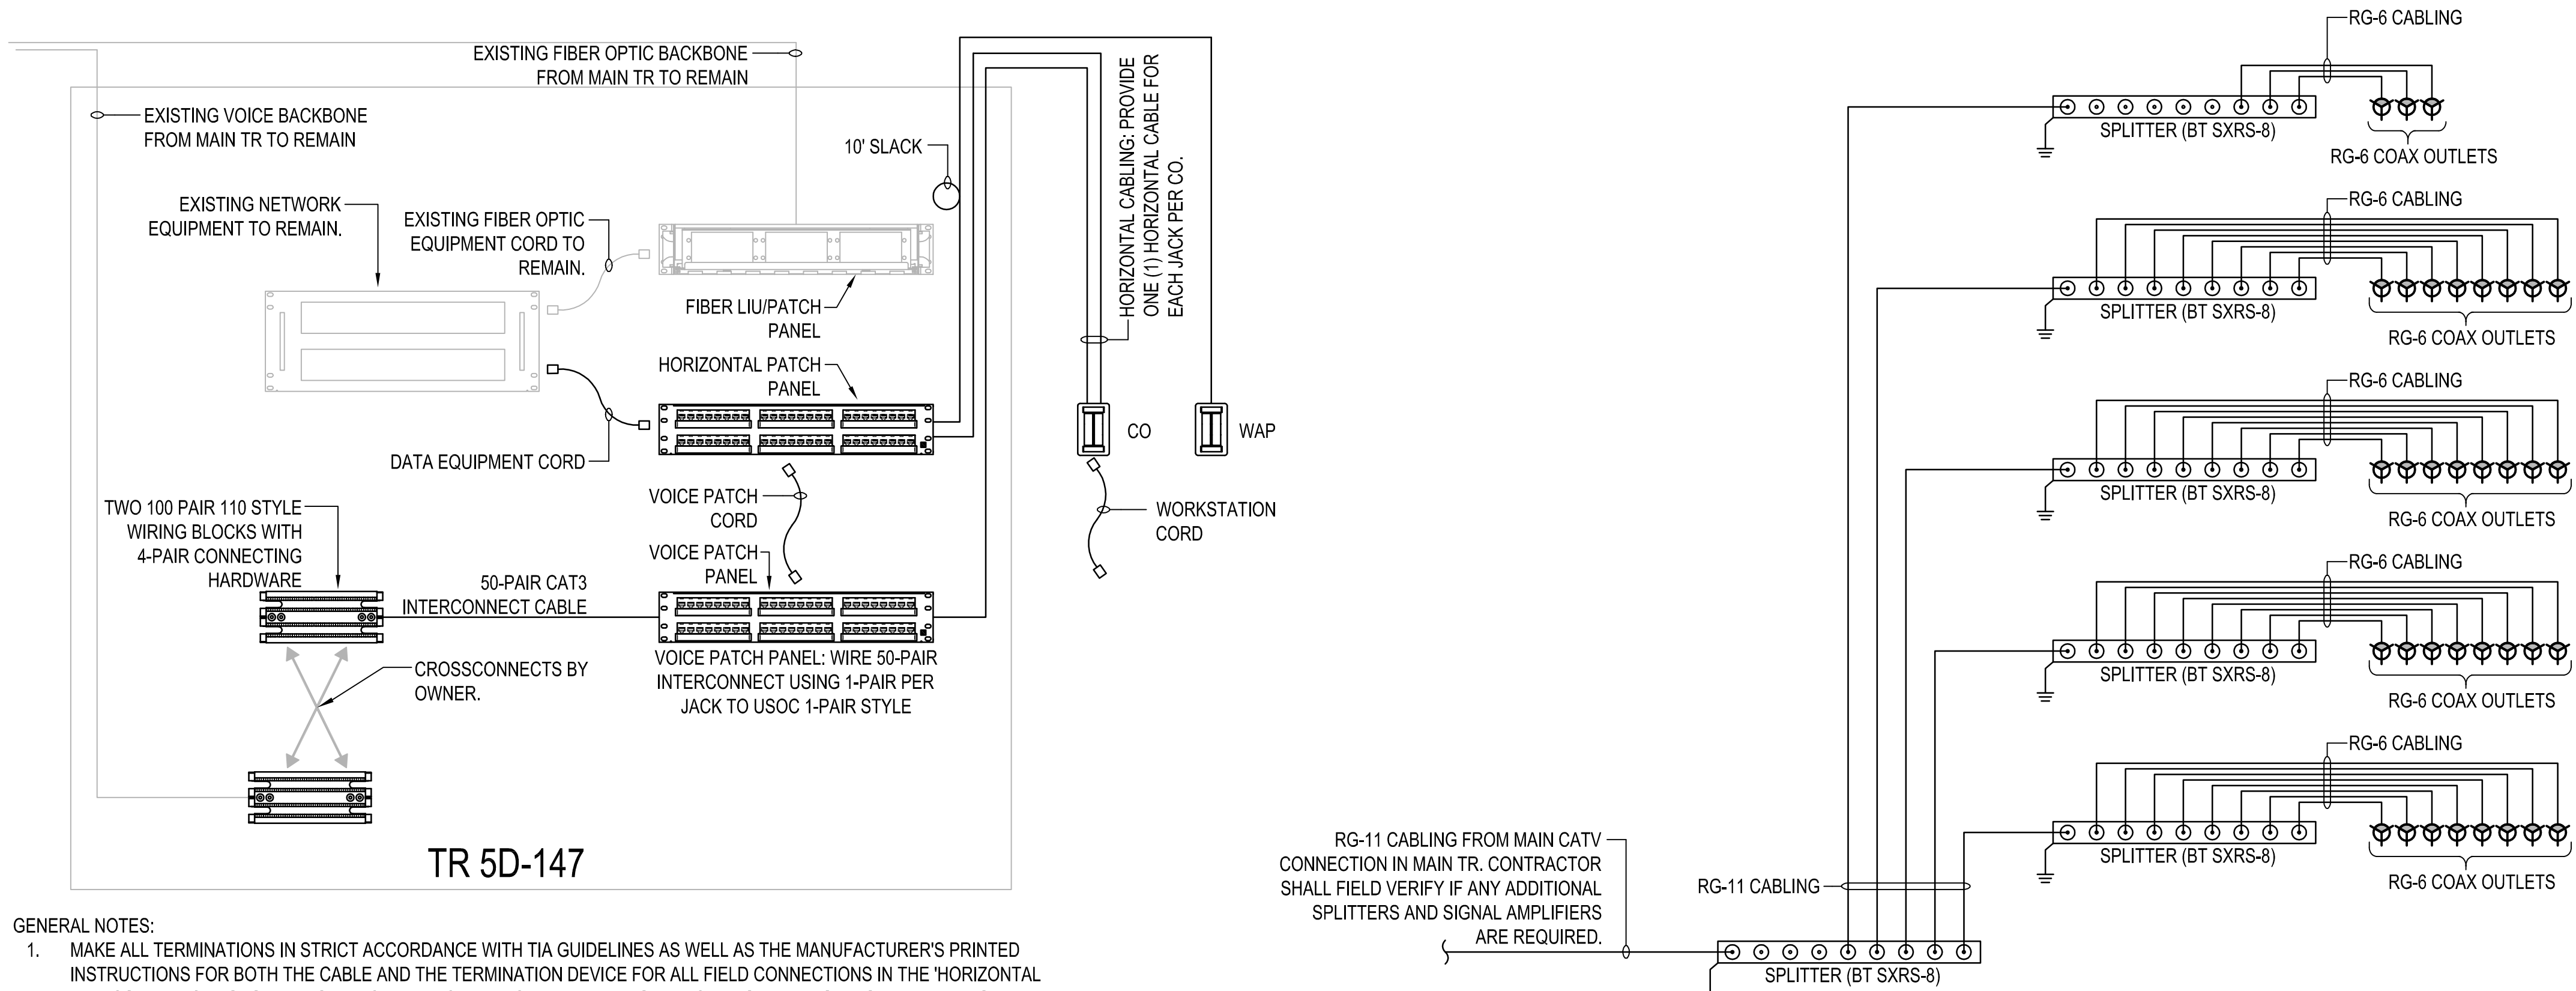 EXISTING FIBER OPTIC BACKBONE
FROM MAIN TR TO REMAIN
EXISTING VOICE BACKBONE
FROM MAIN TR TO REMAIN
10' SLACK
HORIZONTAL CABLING: PROVIDE
ONE (1) HORIZONTAL CABLE FOR
EACH JACK PER CO.
EXISTING NETWORK
EQUIPMENT TO REMAIN.
EXISTING FIBER OPTIC
EQUIPMENT CORD TO
REMAIN.
FIBER LIU/PATCH
PANEL
HORIZONTAL PATCH
PANEL
DATA EQUIPMENT CORD
CO
WAP
VOICE PATCH
CORD
WORKSTATION
CORD
TWO 100 PAIR 110 STYLE
WIRING BLOCKS WITH
4-PAIR CONNECTING
HARDWARE
VOICE PATCH
PANEL
50-PAIR CAT3
INTERCONNECT CABLE
VOICE PATCH PANEL: WIRE 50-PAIR
INTERCONNECT USING 1-PAIR PER
JACK TO USOC 1-PAIR STYLE
CROSSCONNECTS BY
OWNER.
TR 5D-147
GENERAL NOTES:
1. MAKE ALL TERMINATIONS IN STRICT ACCORDANCE WITH TIA GUIDELINES AS WELL AS THE MANUFACTURER'S PRINTED
INSTRUCTIONS FOR BOTH THE CABLE AND THE TERMINATION DEVICE FOR ALL FIELD CONNECTIONS IN THE 'HORIZONTAL
RG-6 CABLING
SPLITTER (BT SXRS-8)
RG-6 COAX OUTLETS
RG-6 CABLING
SPLITTER (BT SXRS-8)
RG-6 COAX OUTLETS
RG-6 CABLING
SPLITTER (BT SXRS-8)
RG-6 COAX OUTLETS
RG-6 CABLING
SPLITTER (BT SXRS-8)
RG-6 COAX OUTLETS
RG-6 CABLING
SPLITTER (BT SXRS-8)
RG-6 COAX OUTLETS
RG-11 CABLING FROM MAIN CATV
CONNECTION IN MAIN TR. CONTRACTOR
SHALL FIELD VERIFY IF ANY ADDITIONAL
SPLITTERS AND SIGNAL AMPLIFIERS
ARE REQUIRED.
RG-11 CABLING
SPLITTER (BT SXRS-8)